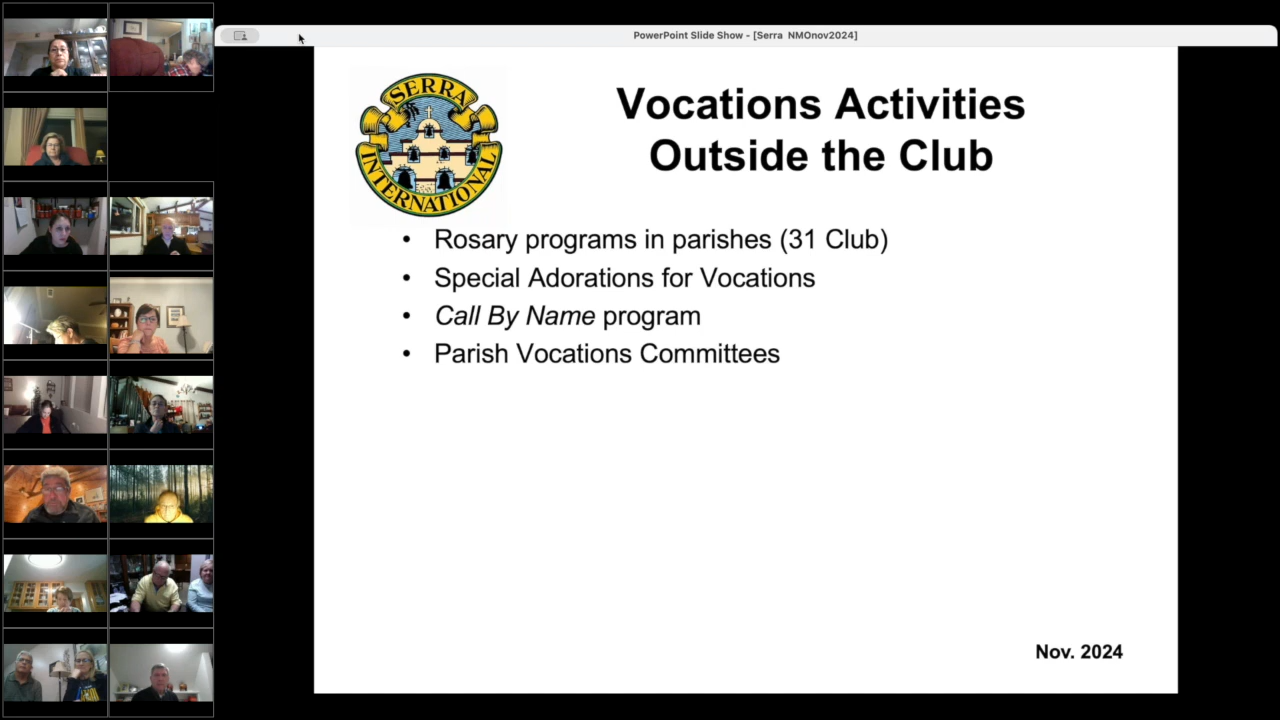 PowerPoint Slide Show - [Serra NMOnov2024]
SERRA
INTERNATIONAL
Vocations Activities
Outside the Club
• Rosary programs in parishes (31 Club)
• Special Adorations for Vocations
• Call By Name program
• Parish Vocations Committees
Nov. 2024